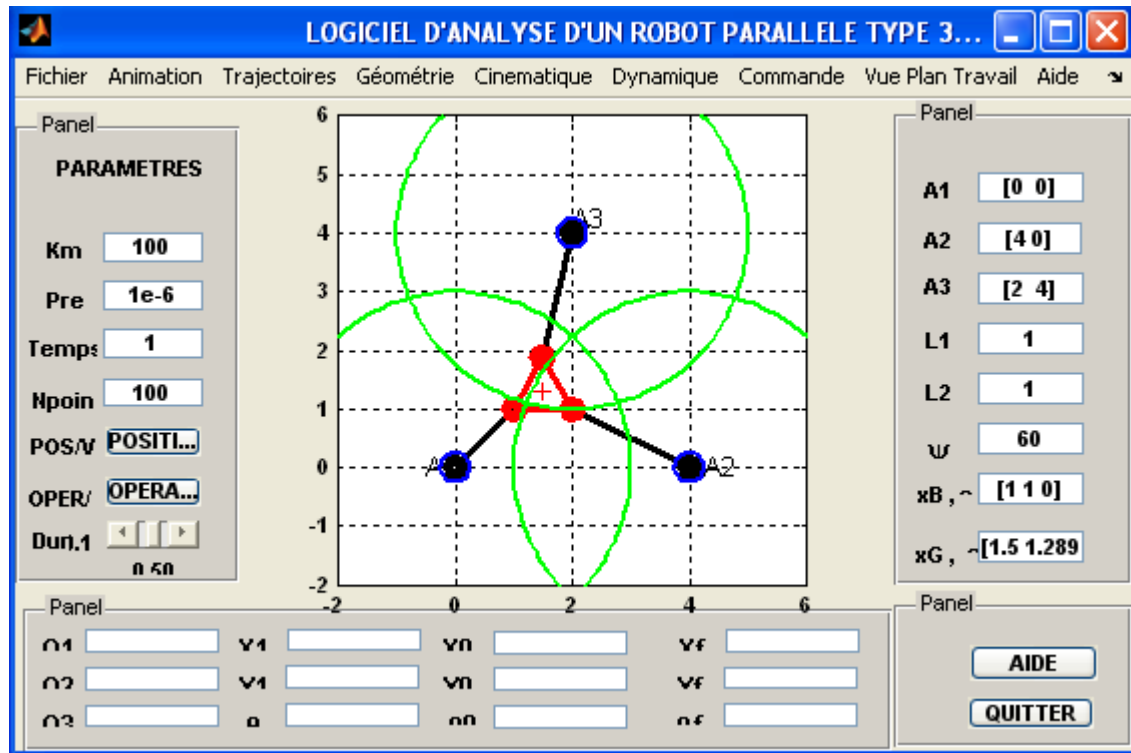 LOGICIEL D'ANALYSE D'UN ROBOT PARALLELE TYPE 3...
Fichier Animation Trajectoires Géométrie Cinematique Dynamique Commande Vue Plan Travail Aide
Panel
PARAMETRES
Km 100
Pre 1e-6
Temps 1
Npoin 100
POS/V POSITI...
OPER/ OPERA...
Duri.1
0.50
6
5
4
3
2
1
0
-1
-2
-2 0 2 4 6
A3
A
A2
Panel
A1 [0 0]
A2 [4 0]
A3 [2 4]
L1 1
L2 1
ψ 60
xB , ~ [1 1 0]
xG , ~ [1.5 1.289
Panel
Panel
AIDE
QUITTER